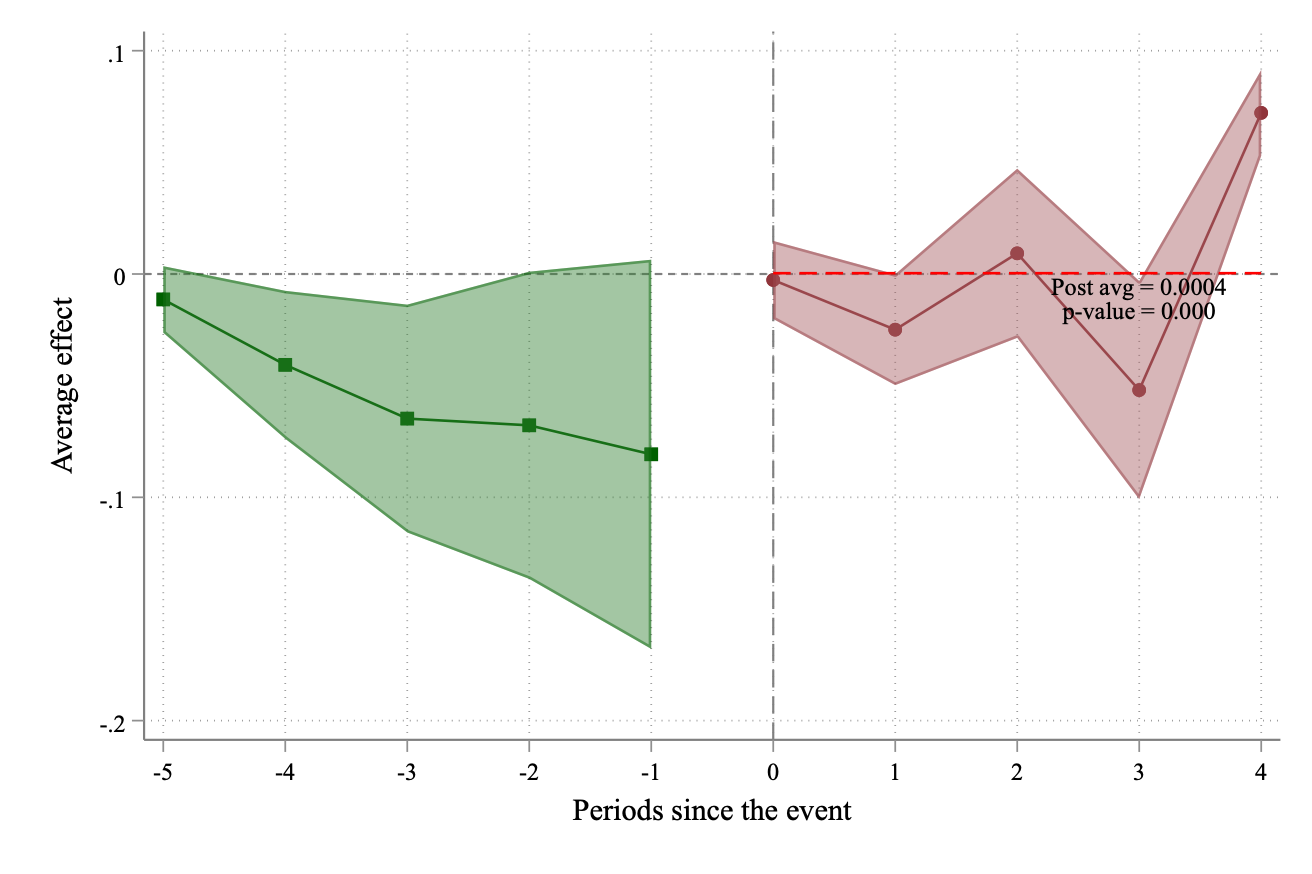 .1
0
-.1
-.2
Average effect
Post avg = 0.0004
p-value = 0.000
-5 -4 -3 -2 -1 0 1 2 3 4
Periods since the event